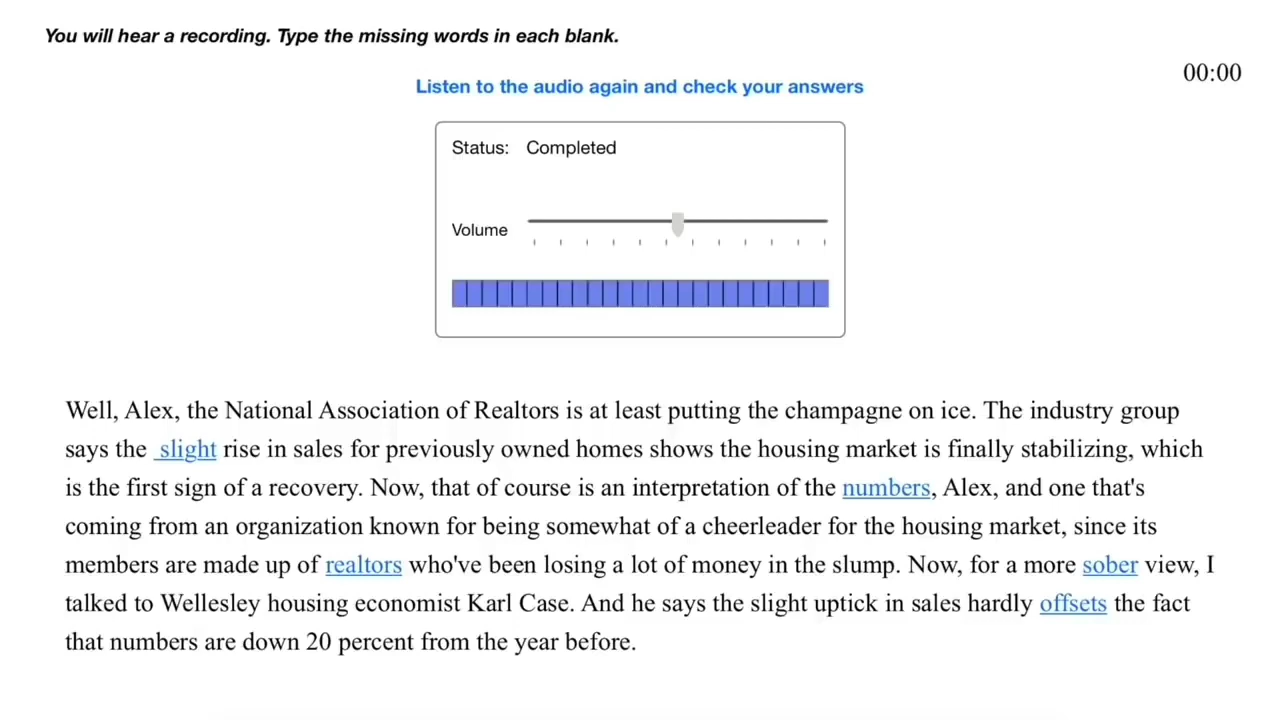 You will hear a recording. Type the missing words in each blank.
00:00
Listen to the audio again and check your answers
Status: Completed
Volume
Well, Alex, the National Association of Realtors is at least putting the champagne on ice. The industry group
says the slight rise in sales for previously owned homes shows the housing market is finally stabilizing, which
is the first sign of a recovery. Now, that of course is an interpretation of the numbers, Alex, and one that's
coming from an organization known for being somewhat of a cheerleader for the housing market, since its
members are made up of realtors who've been losing a lot of money in the slump. Now, for a more sober view, I
talked to Wellesley housing economist Karl Case. And he says the slight uptick in sales hardly offsets the fact
that numbers are down 20 percent from the year before.